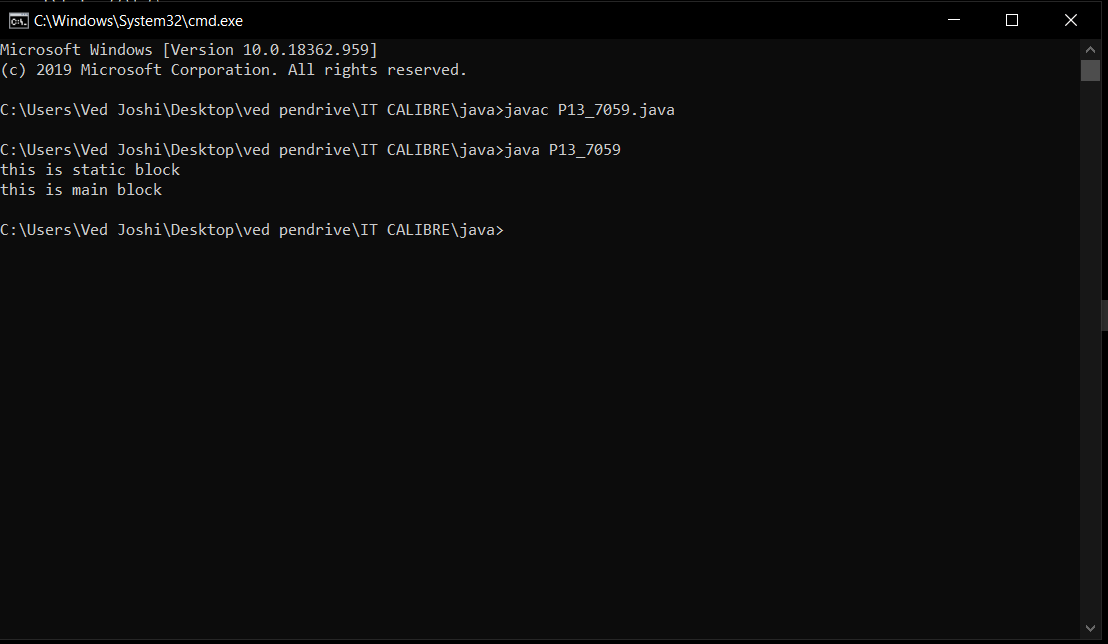 C:\Windows\System32\cmd.exe
Microsoft Windows [Version 10.0.18362.959]
(c) 2019 Microsoft Corporation. All rights reserved.
C:\Users\Ved Joshi\Desktop\ved pendrive\IT CALIBRE\java>javac P13_7059.java
C:\Users\Ved Joshi\Desktop\ved pendrive\IT CALIBRE\java>java P13_7059
this is static block
this is main block
C:\Users\Ved Joshi\Desktop\ved pendrive\IT CALIBRE\java>